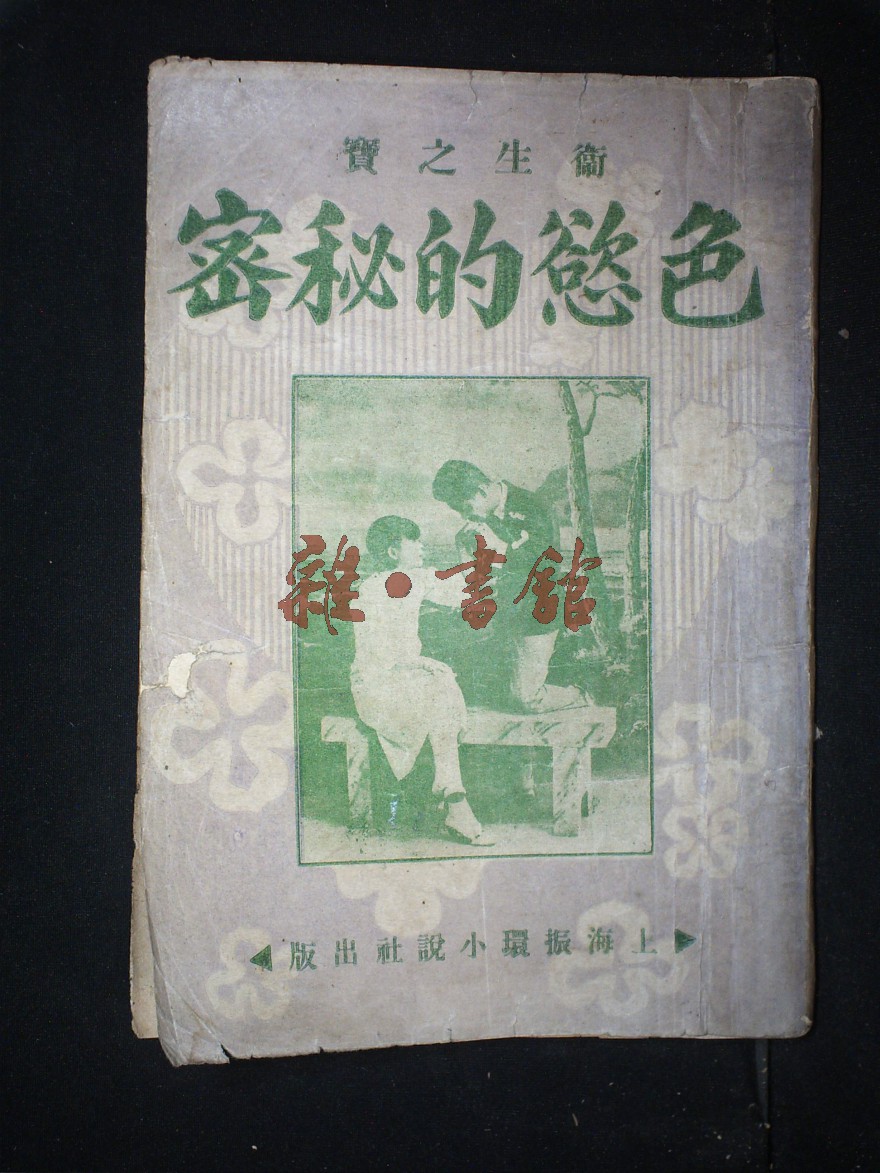 衞生之寶
色慾的秘密
雜·書館
上海振環小說社出版